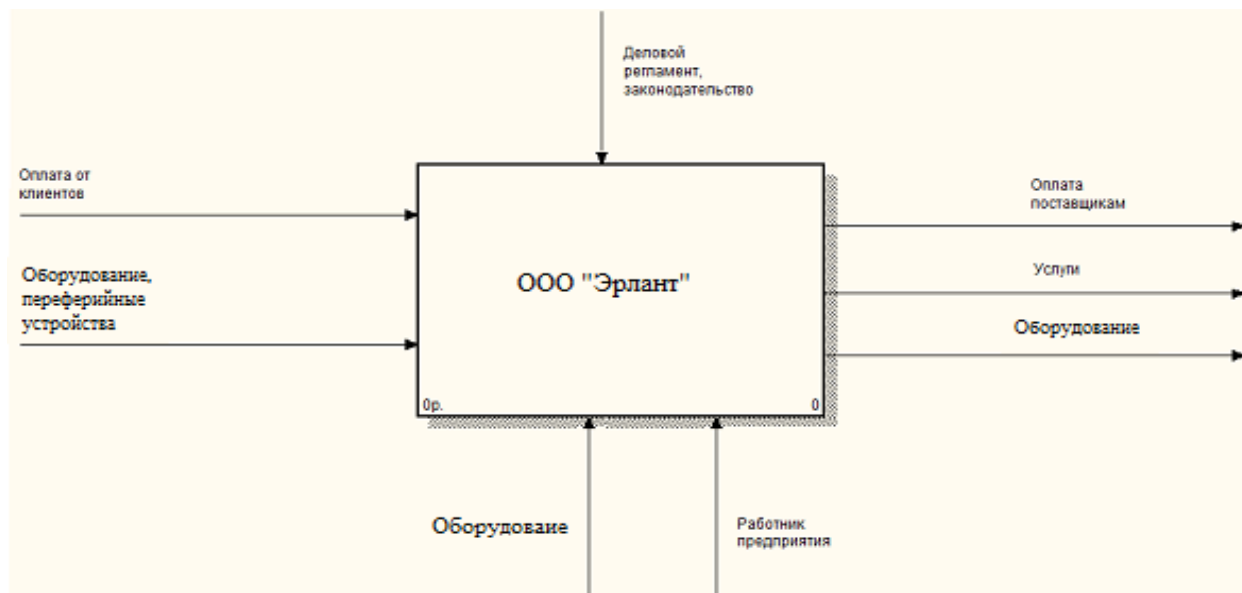 Деловой
регламент,
законодательство
Оплата от
клиентов
Оборудование,
переферийные
устройства
ООО "Эрлант"
0р.
0
Оплата
поставщикам
Услуги
Оборудование
Оборудоваие
Работник
предприятия